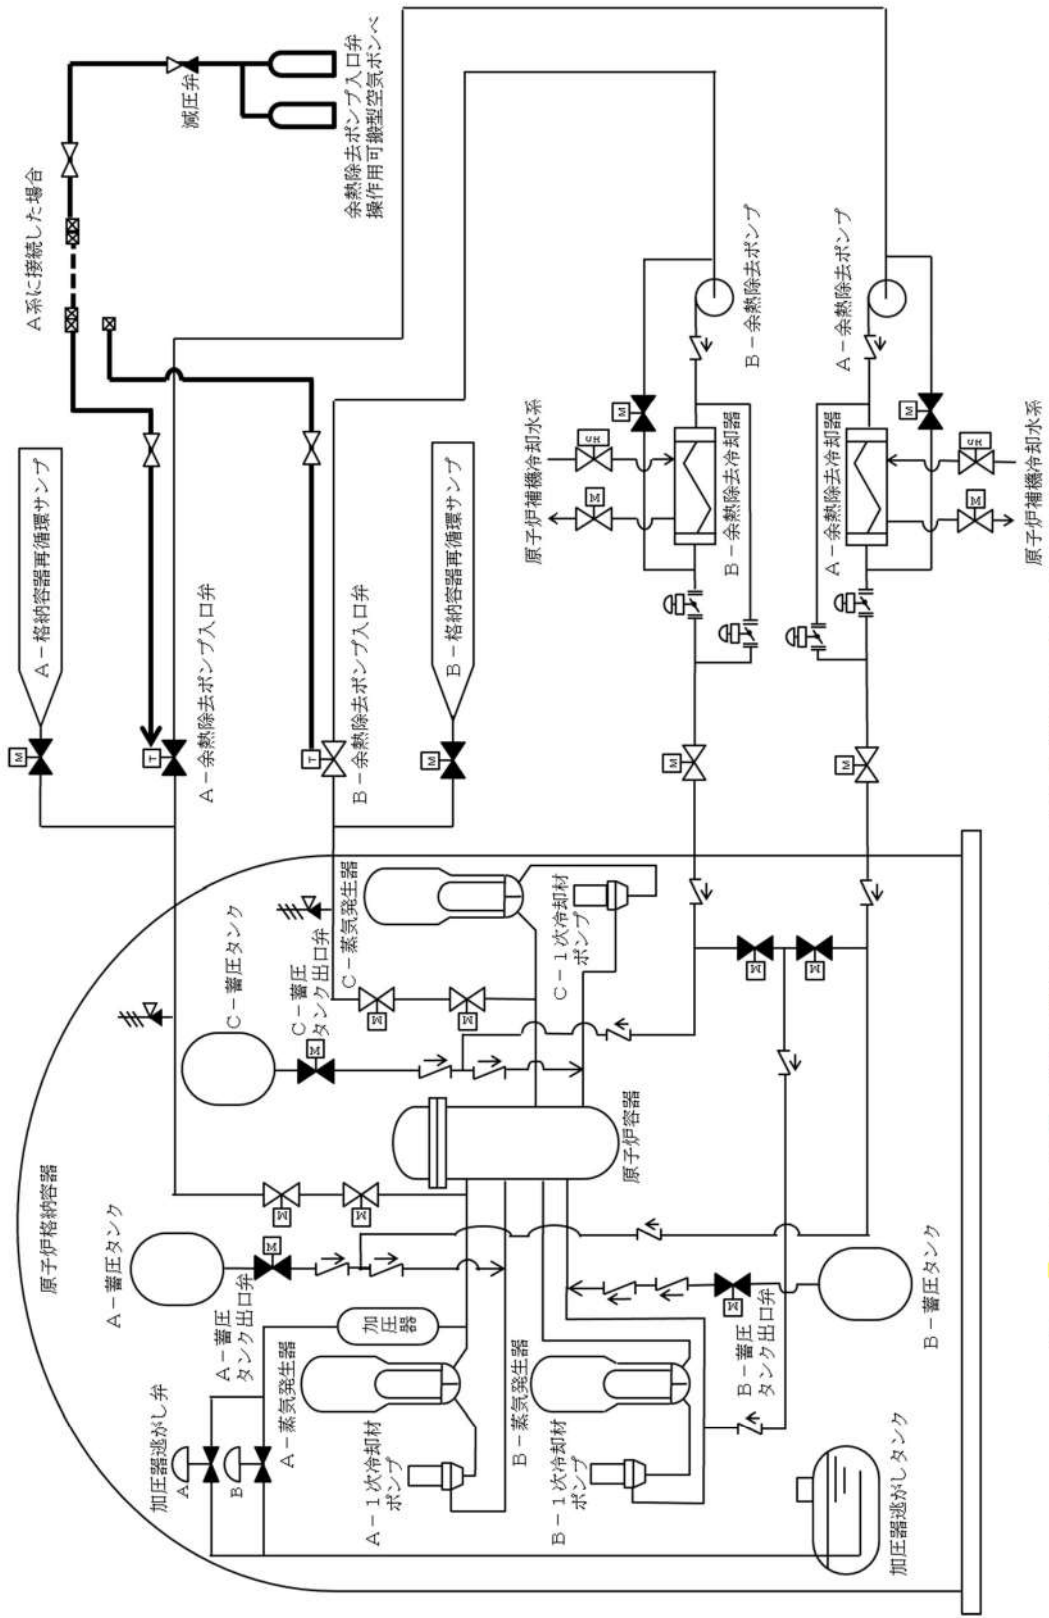 原子炉格納容器
加圧器逃がし弁
A
B
A－蓄圧タンク
A－蓄圧
タンク出口弁
A－蒸気発生器
加圧器
A－1次冷却材
ポンプ
B－蒸気発生器
B－1次冷却材
ポンプ
加圧器逃がしタンク
B－蓄圧
タンク出口弁
B－蓄圧タンク
原子炉容器
C－蓄圧タンク
C－蓄圧
タンク出口弁
C－蒸気発生器
C－1次冷却材
ポンプ
A－格納容器再循環サンプ
A－余熱除去ポンプ入口弁
B－余熱除去ポンプ入口弁
B－格納容器再循環サンプ
A系に接続した場合
減圧弁
余熱除去ポンプ入口弁
操作用可搬型空気ボンベ
原子炉補機冷却水系
B－余熱除去冷却器
B－余熱除去ポンプ
A－余熱除去冷却器
A－余熱除去ポンプ
原子炉補機冷却水系
M
M
M
M
M
M
M
M
M
T
T
M
M
M
M
M
M
M
M
M
M